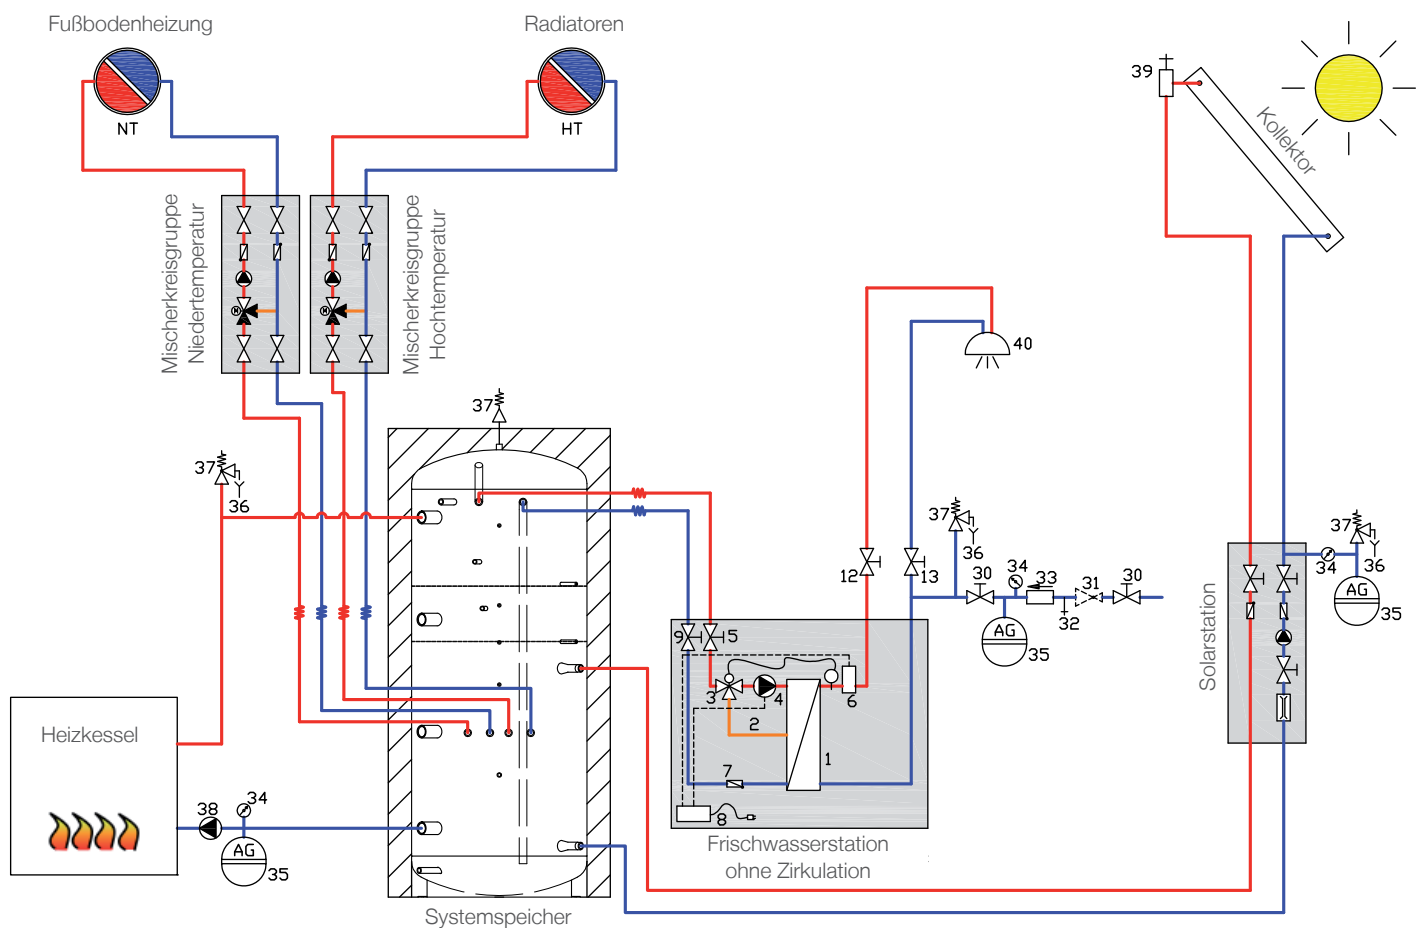 Fußbodenheizung
Radiatoren
NT
HT
39
Kollektor
Mischerkreisgruppe
Niedertemperatur
Mischerkreisgruppe
Hochtemperatur
M
M
40
37
37
36
37
36
12
13
30
34
33
31
30
32
AG
35
37
36
34
AG
35
Solarstation
9
5
3
4
6
2
1
7
8
Frischwasserstation
ohne Zirkulation
Heizkessel
38
34
AG
35
Systemspeicher